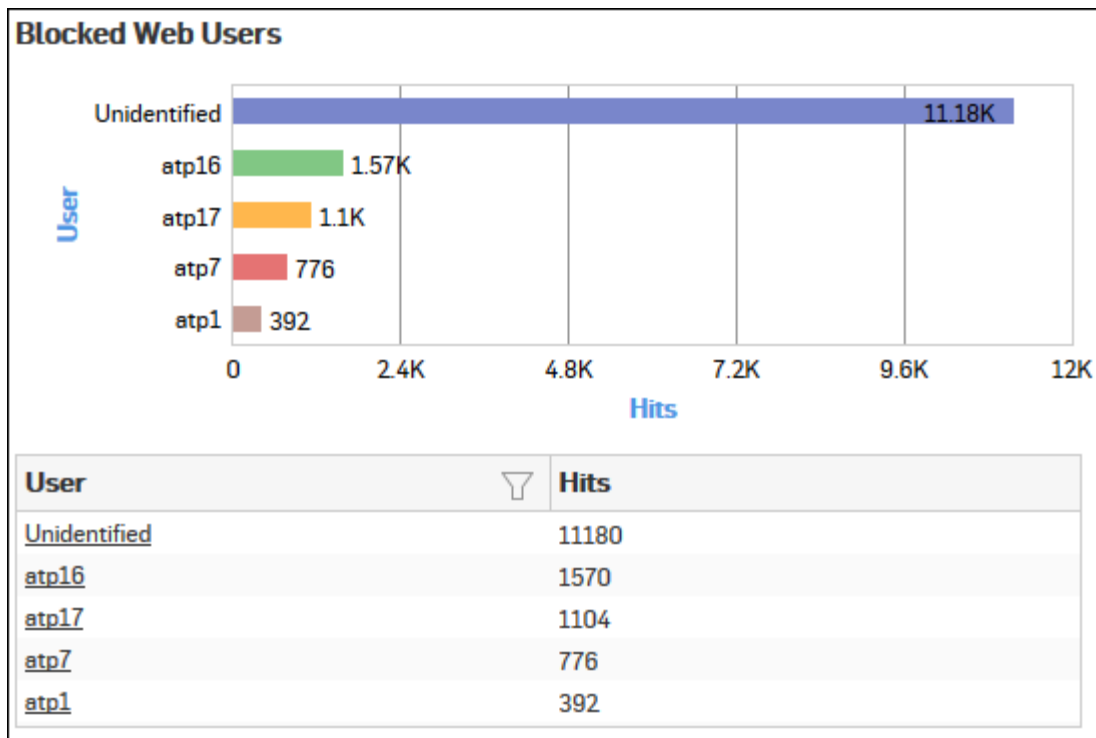 Blocked Web Users
Unidentified 11.18K
atp16 1.57K
User
atp17 1.1K
atp7 776
atp1 392
0 2.4K 4.8K 7.2K 9.6K 12K
Hits
User Hits
Unidentified 11180
atp16 1570
atp17 1104
atp7 776
atp1 392